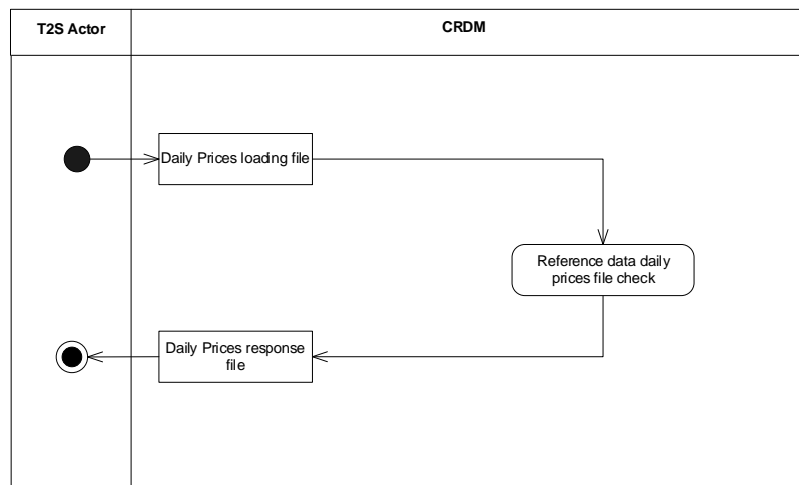 T2S Actor
CRDM
Daily Prices loading file
Reference data daily
prices file check
Daily Prices response
file